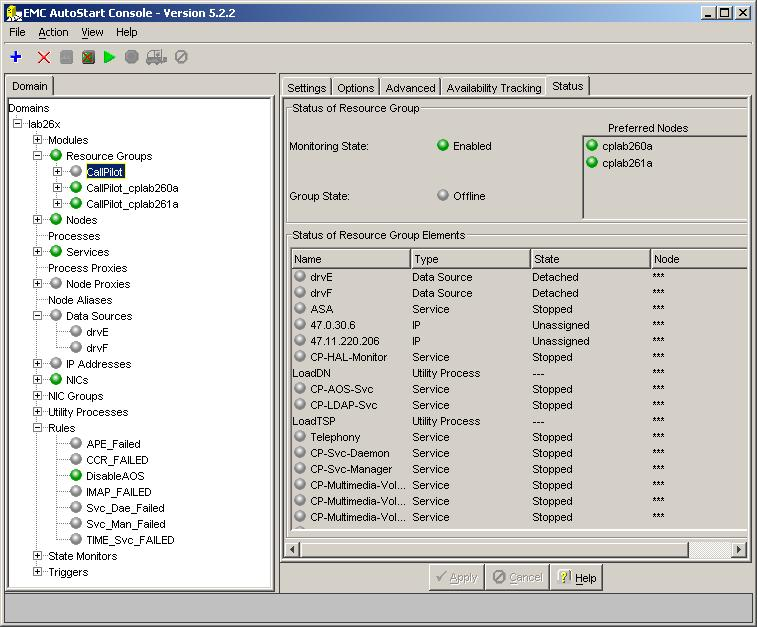 EMC AutoStart Console - Version 5.2.2
File Action View Help
Domain
Domains
lab26x
Modules
Resource Groups
CallPilot
CallPilot_cplab260a
CallPilot_cplab261a
Nodes
Processes
Services
Process Proxies
Node Proxies
Node Aliases
Data Sources
drvE
drvF
IP Addresses
NICs
NIC Groups
Utility Processes
Rules
APE_Failed
CCR_FAILED
DisableAOS
IMAP_FAILED
Svc_Dae_Failed
Svc_Man_Failed
TIME_Svc_FAILED
State Monitors
Triggers
Settings Options Advanced Availability Tracking Status
Status of Resource Group
Preferred Nodes
Monitoring State: Enabled
cplab260a
cplab261a
Group State: Offline
Status of Resource Group Elements
Name Type State Node
drvE Data Source Detached ***
drvF Data Source Detached ***
ASA Service Stopped ***
47.0.30.6 IP Unassigned ***
47.11.220.206 IP Unassigned ***
CP-HAL-Monitor Service Stopped ***
LoadDN Utility Process --- ***
CP-AOS-Svc Service Stopped ***
CP-LDAP-Svc Service Stopped ***
LoadTSP Utility Process --- ***
Telephony Service Stopped ***
CP-Svc-Daemon Service Stopped ***
CP-Svc-Manager Service Stopped ***
CP-Multimedia-Vol... Service Stopped ***
CP-Multimedia-Vol... Service Stopped ***
CP-Multimedia-Vol... Service Stopped ***
Apply Cancel Help